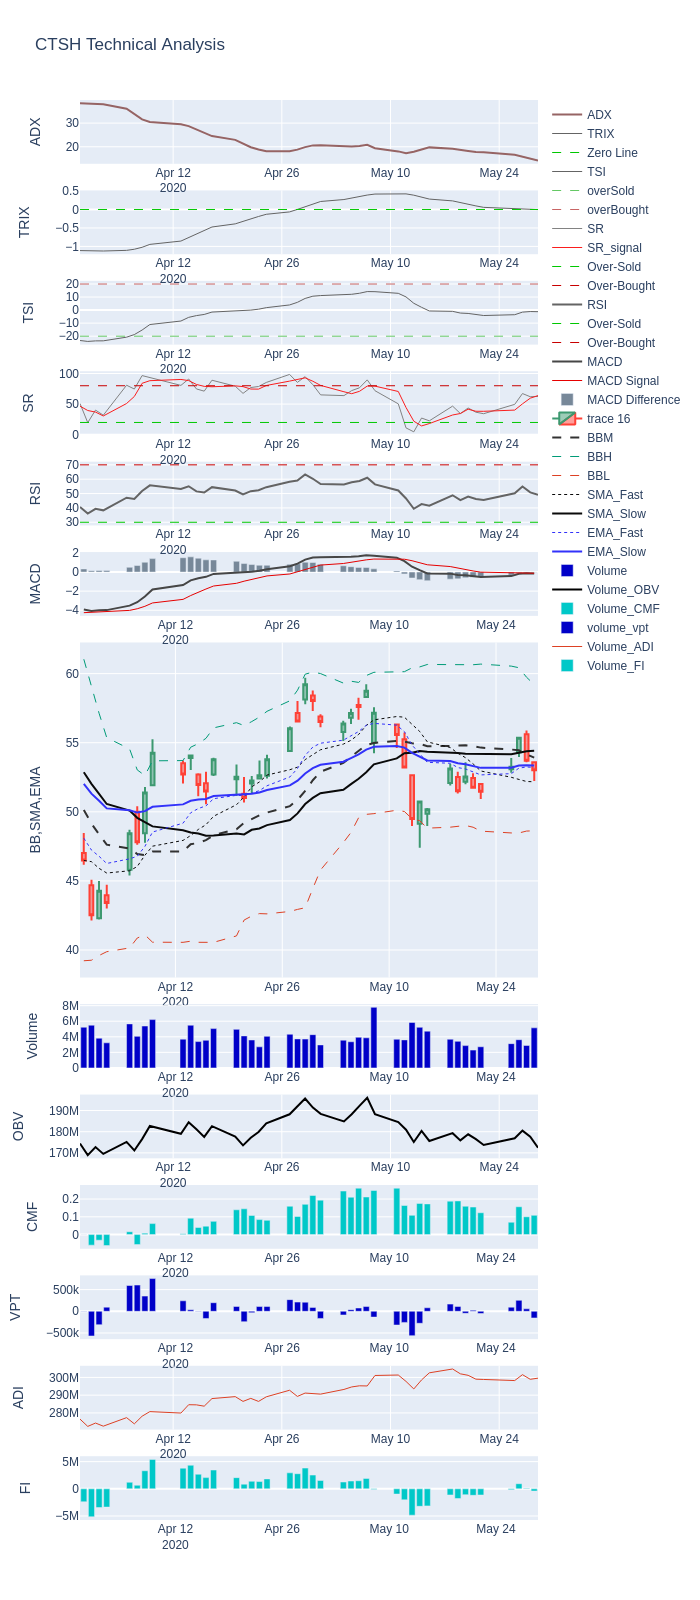 CTSH Technical Analysis
ADX
30
20
Apr 12
2020
Apr 26
May 10
May 24
TRIX
0.5
0
−0.5
−1
Apr 12
2020
Apr 26
May 10
May 24
TSI
20
10
0
−10
−20
Apr 12
2020
Apr 26
May 10
May 24
SR
100
50
0
Apr 12
2020
Apr 26
May 10
May 24
RSI
70
60
50
40
30
Apr 12
2020
Apr 26
May 10
May 24
MACD
2
0
−2
−4
Apr 12
2020
Apr 26
May 10
May 24
BB,SMA,EMA
60
55
50
45
40
Apr 12
2020
Apr 26
May 10
May 24
Volume
8M
6M
4M
2M
0
Apr 12
2020
Apr 26
May 10
May 24
OBV
190M
180M
170M
Apr 12
2020
Apr 26
May 10
May 24
CMF
0.2
0.1
0
Apr 12
2020
Apr 26
May 10
May 24
VPT
500k
0
−500k
Apr 12
2020
Apr 26
May 10
May 24
ADI
300M
290M
280M
Apr 12
2020
Apr 26
May 10
May 24
FI
5M
0
−5M
Apr 12
2020
Apr 26
May 10
May 24
ADX
TRIX
Zero Line
TSI
overSold
overBought
SR
SR_signal
Over-Sold
Over-Bought
RSI
Over-Sold
Over-Bought
MACD
MACD Signal
MACD Difference
trace 16
BBM
BBH
BBL
SMA_Fast
SMA_Slow
EMA_Fast
EMA_Slow
Volume
Volume_OBV
Volume_CMF
volume_vpt
Volume_ADI
Volume_FI